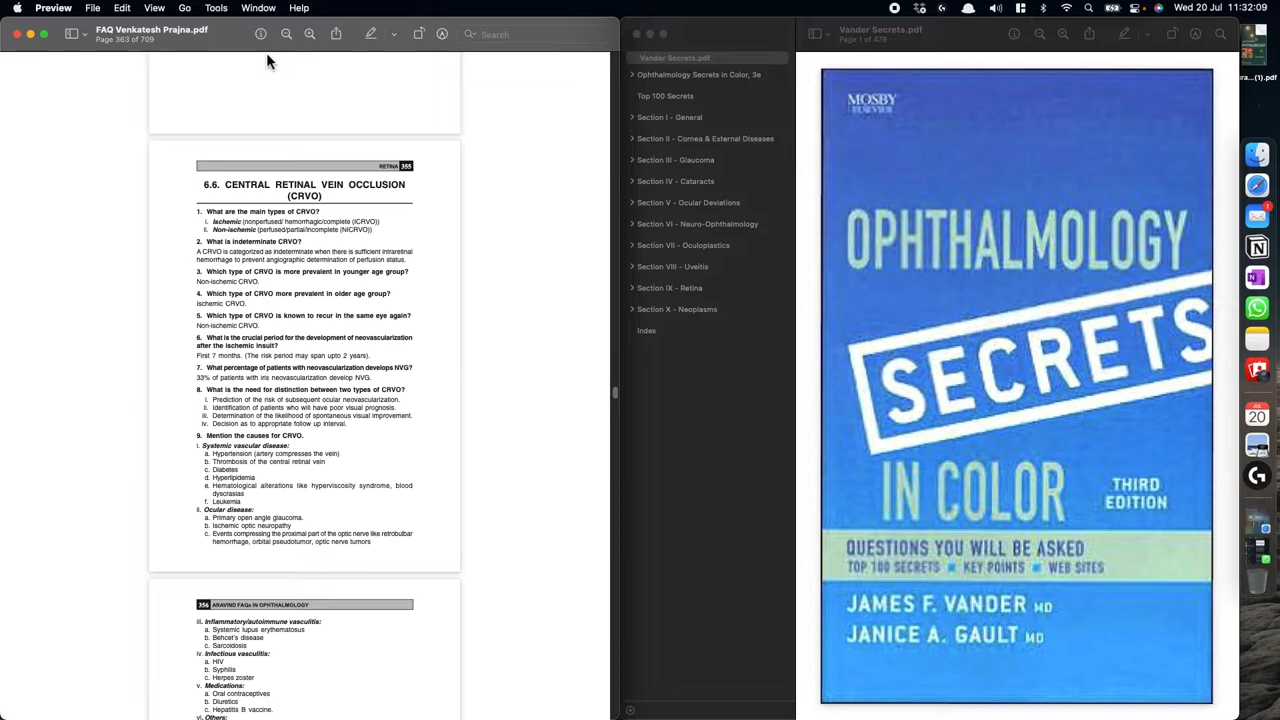 Preview File Edit View Go Tools Window Help
Wed 20 Jul 11:53 PM
FAQ Venkatesh Prajna.pdf
Page 363 of 709
Search
RETINA 355
6.6. CENTRAL RETINAL VEIN OCCLUSION
(CRVO)
1. What are the main types of CRVO?
i. Ischemic (nonperfused/ hemorrhagic/complete (ICRVO))
ii. Non-ischemic (perfused/partial/incomplete (NICRVO))
2. What is indeterminate CRVO?
A CRVO is categorized as indeterminate when there is sufficient intraretinal
hemorrhage to prevent angiographic determination of perfusion status.
3. Which type of CRVO is more prevalent in younger age group?
Non-ischemic CRVO.
4. Which type of CRVO more prevalent in older age group?
Ischemic CRVO.
5. Which type of CRVO is known to recur in the same eye again?
Non-ischemic CRVO.
6. What is the crucial period for the development of neovascularization
after the ischemic insult?
First 7 months. (The risk period may span upto 2 years).
7. What percentage of patients with neovascularization develops NVG?
33% of patients with iris neovascularization develop NVG.
8. What is the need for distinction between two types of CRVO?
i. Prediction of the risk of subsequent ocular neovascularization.
ii. Identification of patients who will have poor visual prognosis.
iii. Determination of the likelihood of spontaneous visual improvement.
iv. Decision as to appropriate follow up interval.
9. Mention the causes for CRVO.
i. Systemic vascular disease:
a. Hypertension (artery compresses the vein)
b. Thrombosis of the central retinal vein
c. Diabetes
d. Hyperlipidemia
e. Hematological alterations like hyperviscosity syndrome, blood
dyscrasias
f. Leukemia
ii. Ocular disease:
a. Primary open angle glaucoma.
b. Ischemic optic neuropathy
c. Events compressing the proximal part of the optic nerve like retrobulbar
hemorrhage, orbital pseudotumor, optic nerve tumors
356 ARAVIND FAQs IN OPHTHALMOLOGY
iii. Inflammatory/autoimmune vasculitis:
a. Systemic lupus erythematosus
b. Behcet's disease
c. Sarcoidosis
iv. Infectious vasculitis:
a. HIV
b. Syphilis
c. Herpes zoster
v. Medications:
a. Oral contraceptives
b. Diuretics
c. Hepatitis B vaccine.
vi. Others:
Vander Secrets.pdf
Ophthalmology Secrets in Color, 3e
Top 100 Secrets
Section I - General
Section II - Cornea & External Diseases
Section III - Glaucoma
Section IV - Cataracts
Section V - Ocular Deviations
Section VI - Neuro-Ophthalmology
Section VII - Oculoplastics
Section VIII - Uveitis
Section IX - Retina
Section X - Neoplasms
Index
Vander Secrets.pdf
Page 1 of 478
MOSBY
ELSEVIER
OPHTHALMOLOGY
SECRETS
IN COLOR
THIRD
EDITION
QUESTIONS YOU WILL BE ASKED
TOP 100 SECRETS KEY POINTS WEB SITES
JAMES F. VANDER MD
JANICE A. GAULT MD
ura...(1).pdf
1
JUL
20